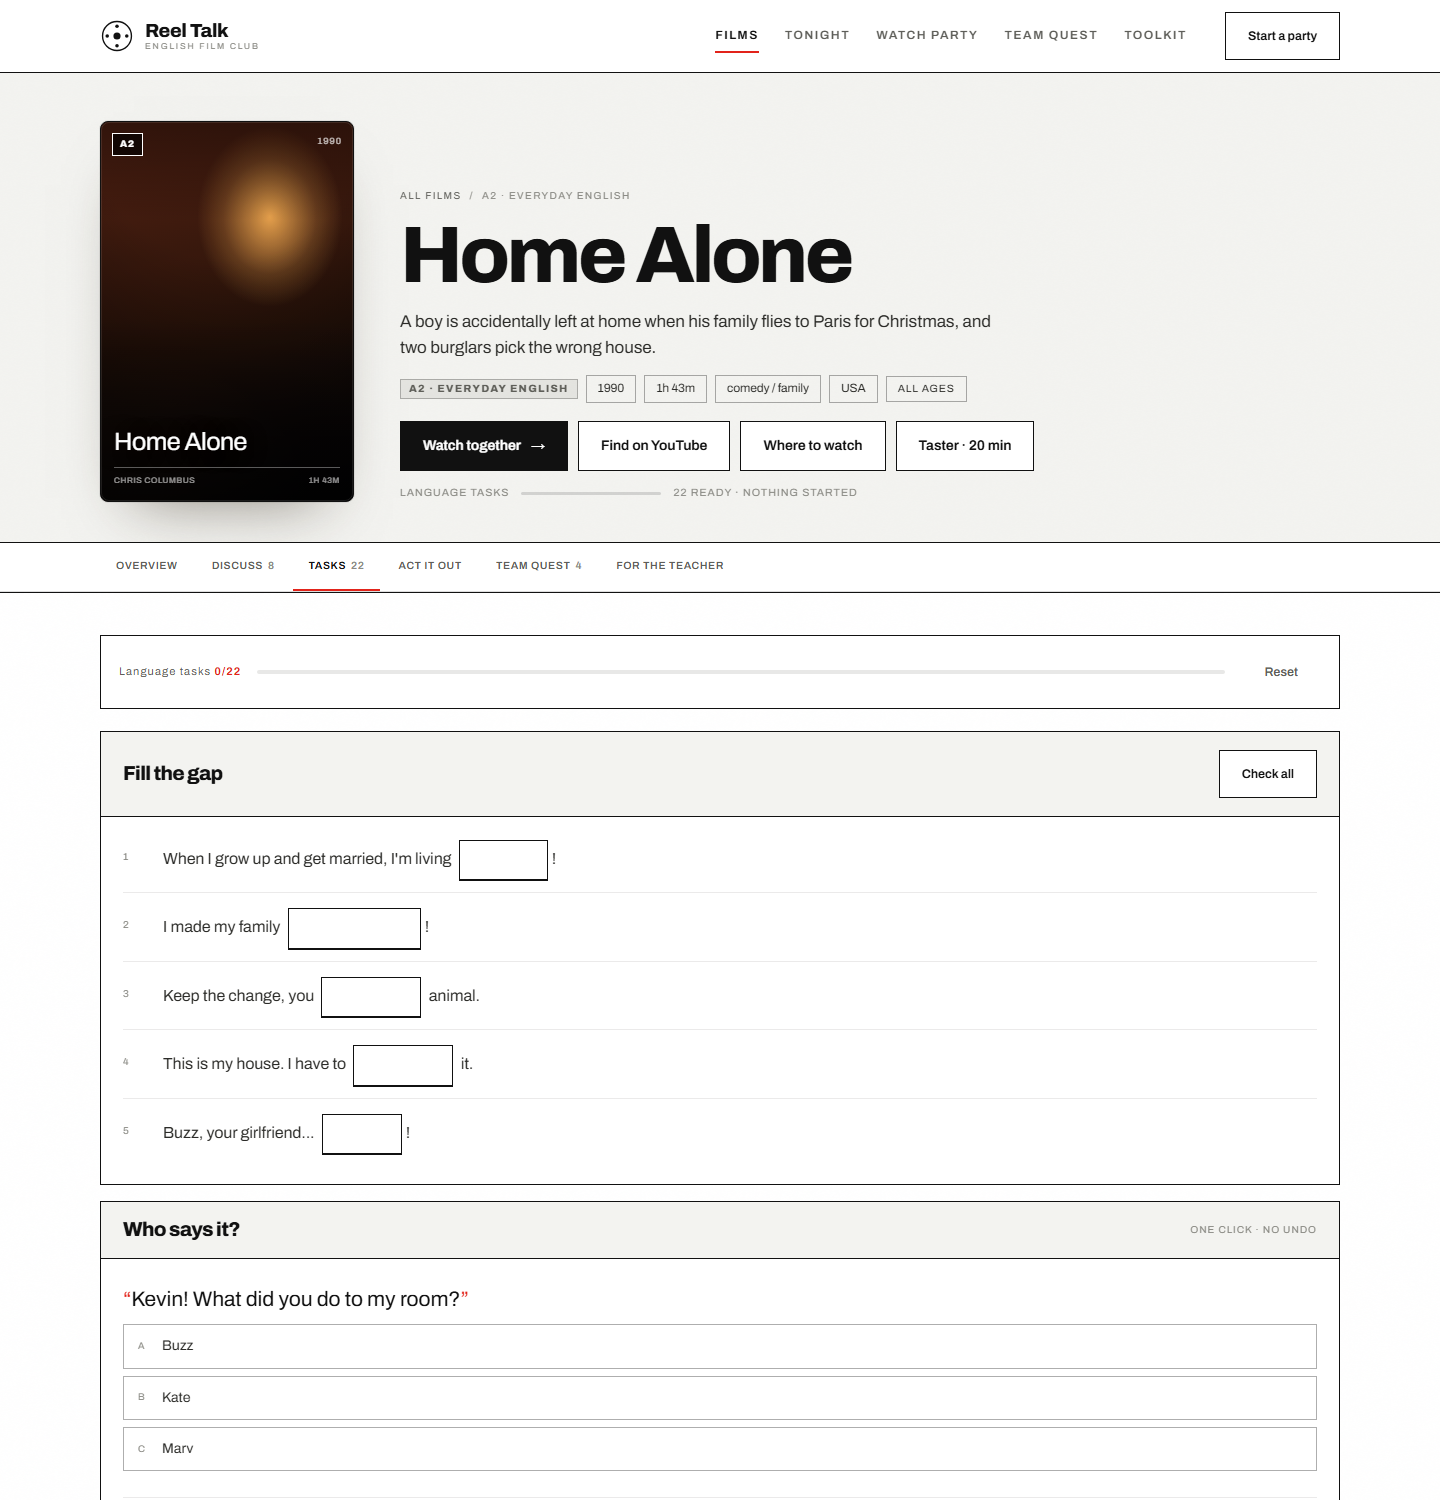 Reel Talk
ENGLISH FILM CLUB
FILMS
TONIGHT
WATCH PARTY
TEAM QUEST
TOOLKIT
Start a party
A2
1990
Home Alone
CHRIS COLUMBUS
1H 43M
ALL FILMS / A2 · EVERYDAY ENGLISH
Home Alone
A boy is accidentally left at home when his family flies to Paris for Christmas, and
two burglars pick the wrong house.
A2 · EVERYDAY ENGLISH
1990
1h 43m
comedy / family
USA
ALL AGES
Watch together →
Find on YouTube
Where to watch
Taster · 20 min
LANGUAGE TASKS
22 READY · NOTHING STARTED
OVERVIEW
DISCUSS 8
TASKS 22
ACT IT OUT
TEAM QUEST 4
FOR THE TEACHER
Language tasks 0/22
Reset
Fill the gap
Check all
1 When I grow up and get married, I'm living !
2 I made my family !
3 Keep the change, you animal.
4 This is my house. I have to it.
5 Buzz, your girlfriend... !
Who says it?
ONE CLICK · NO UNDO
“Kevin! What did you do to my room?”
A Buzz
B Kate
C Marv